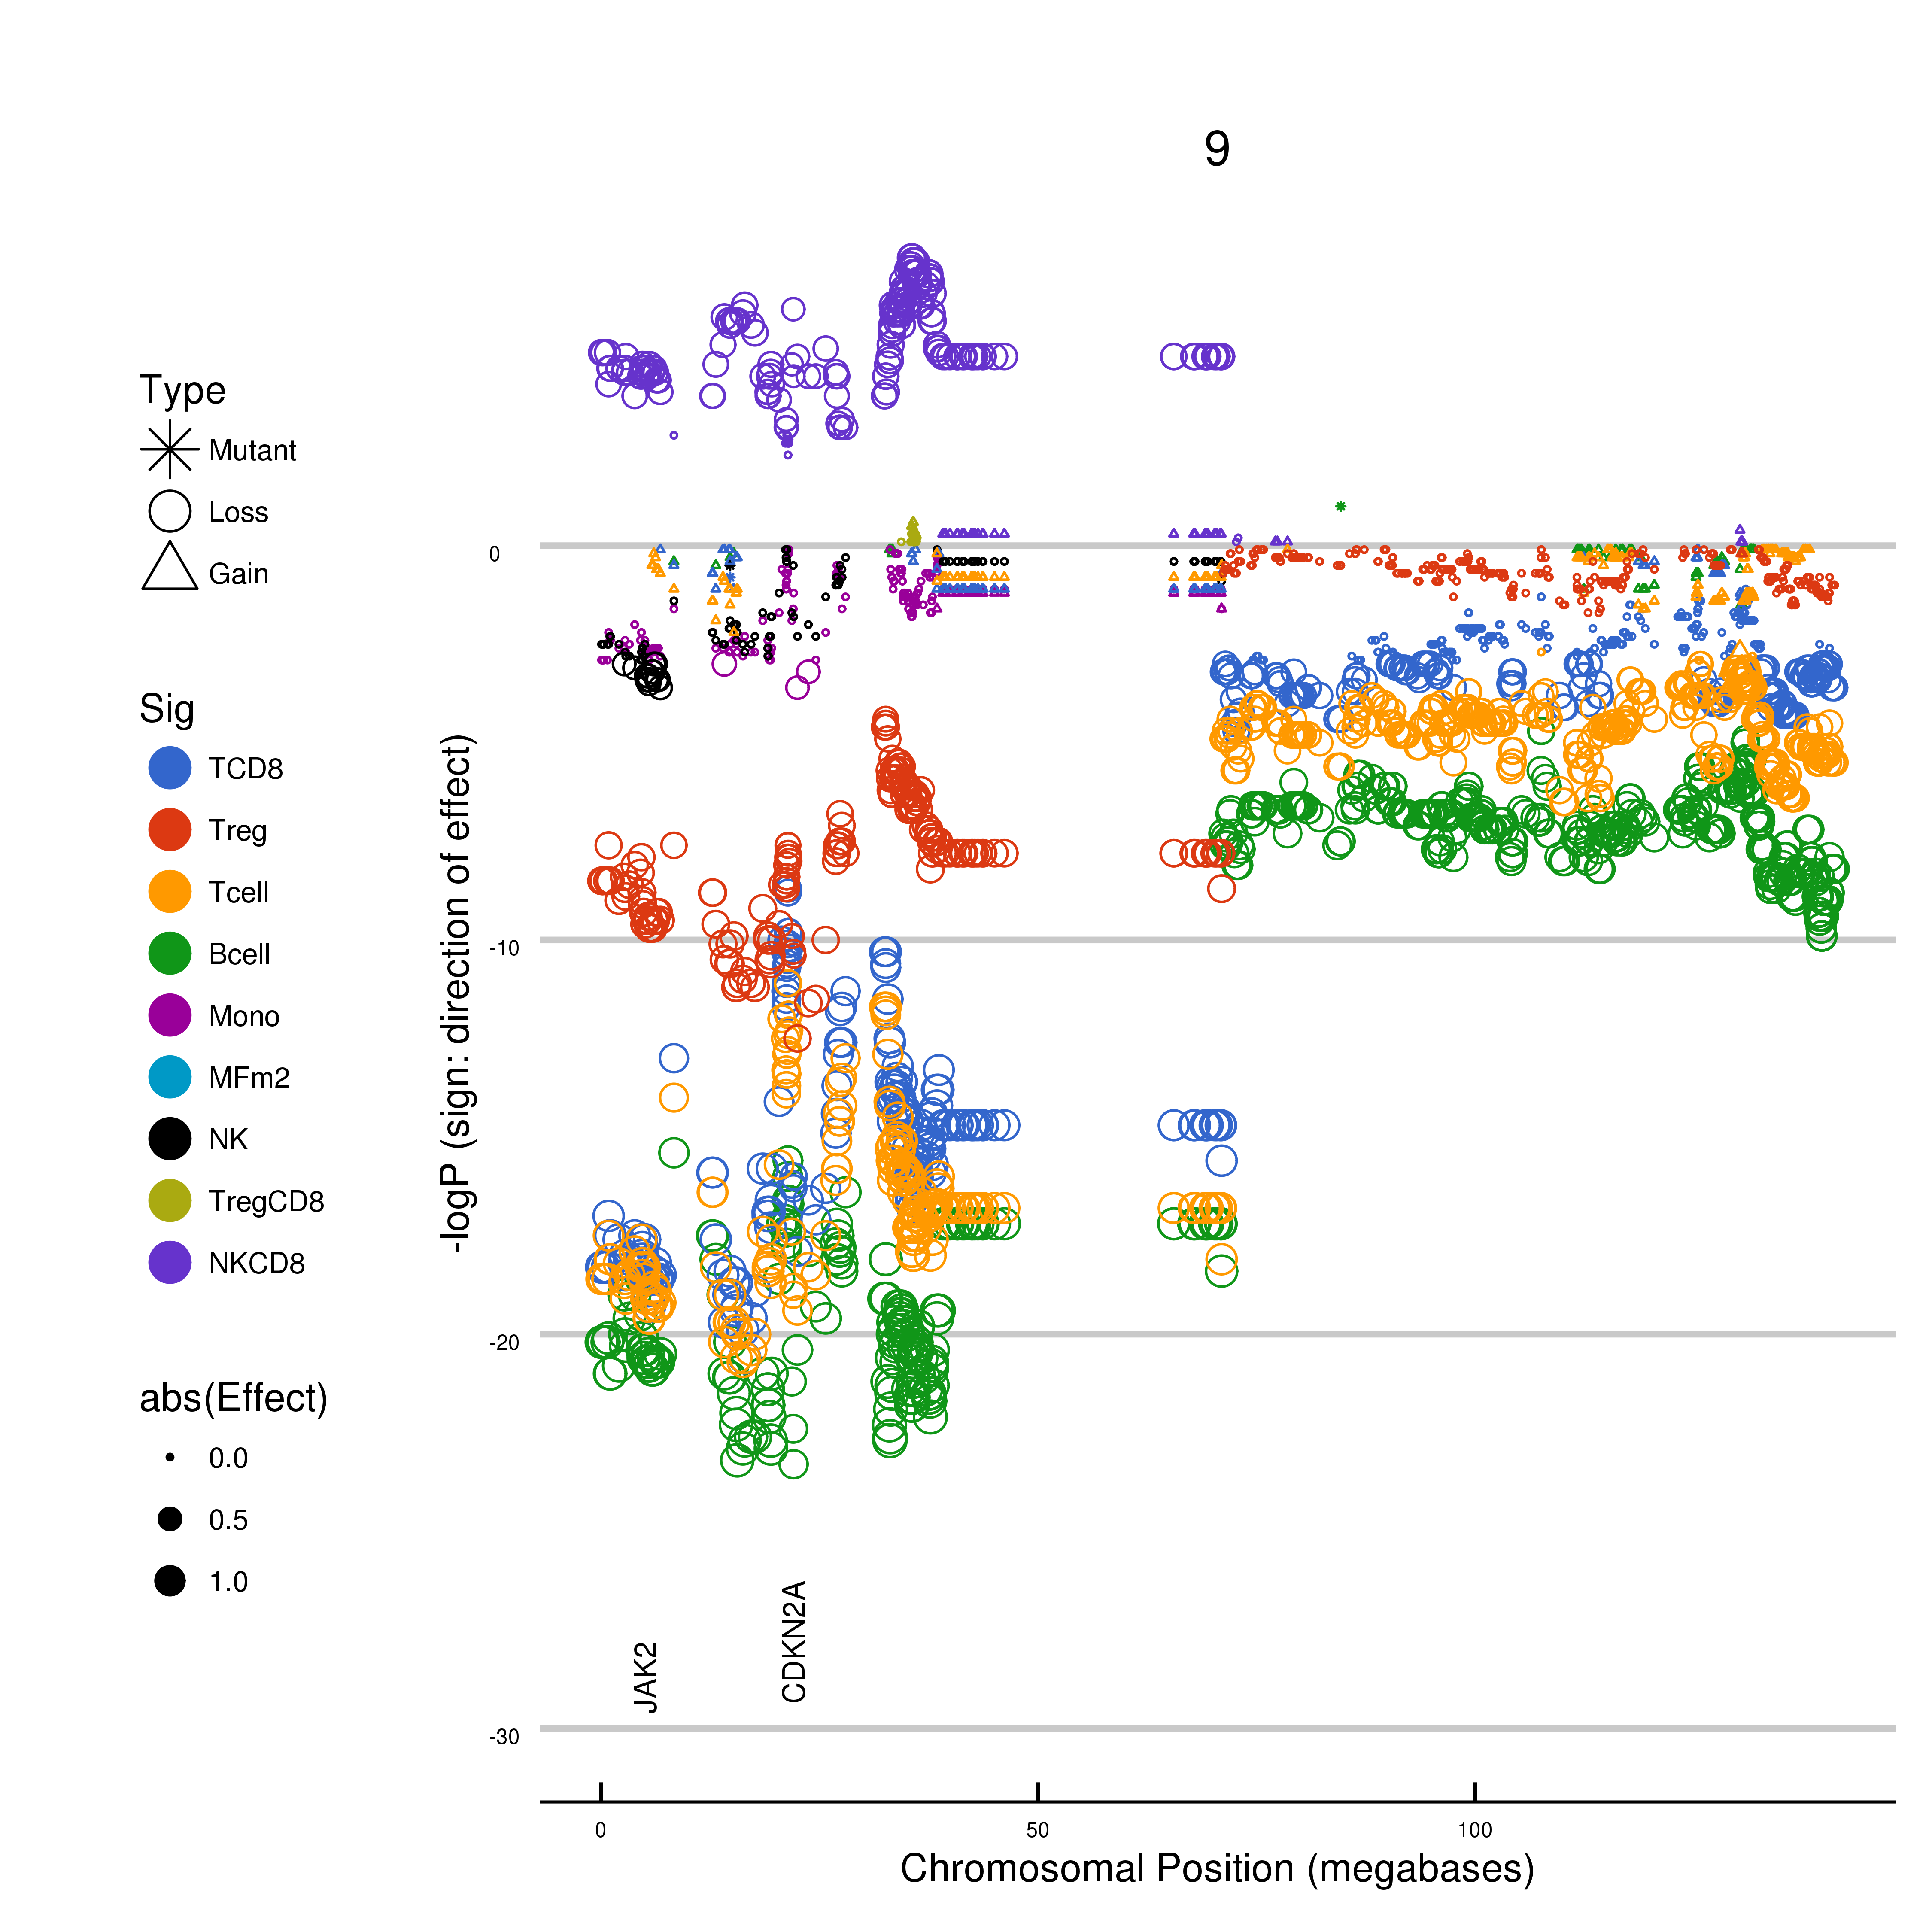 9
Type
Mutant
Loss
Gain
Sig
TCD8
Treg
Tcell
Bcell
Mono
MFm2
NK
TregCD8
NKCD8
abs(Effect)
0.0
0.5
1.0
-logP (sign: direction of effect)
0
-10
-20
-30
JAK2
CDKN2A
0
50
100
Chromosomal Position (megabases)